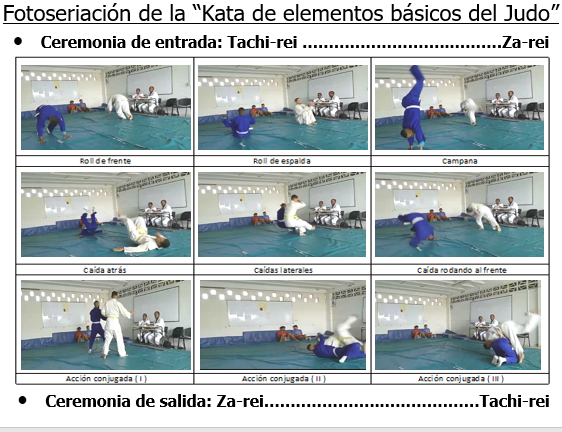 Fotoseriación de la “Kata de elementos básicos del Judo”
• Ceremonia de entrada: Tachi-rei ......................................Za-rei
Roll de frente
Roll de espalda
Campana
Caída atrás
Caídas laterales
Caída rodando al frente
Acción conjugada ( I )
Acción conjugada ( II )
Acción conjugada ( III )
• Ceremonia de salida: Za-rei.........................................Tachi-rei